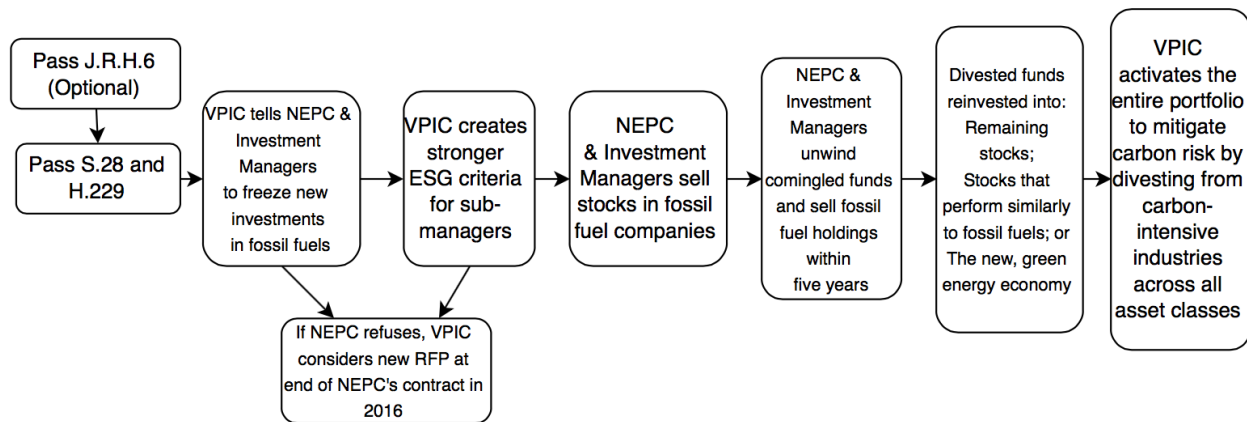 Pass J.R.H.6
(Optional)
Pass S.28 and
H.229
VPIC tells NEPC &
Investment
Managers
to freeze new
investments
in fossil fuels
VPIC creates
stronger
ESG criteria
for sub-
managers
If NEPC refuses, VPIC
considers new RFP at
end of NEPC's contract in
2016
NEPC
& Investment
Managers sell
stocks in fossil
fuel companies
NEPC &
Investment
Managers
unwind
comingled funds
and sell fossil
fuel holdings
within
five years
Divested funds
reinvested into:
Remaining
stocks;
Stocks that
perform similarly
to fossil fuels; or
The new, green
energy economy
VPIC
activates the
entire portfolio
to mitigate
carbon risk by
divesting from
carbon-
intensive
industries
across all
asset classes